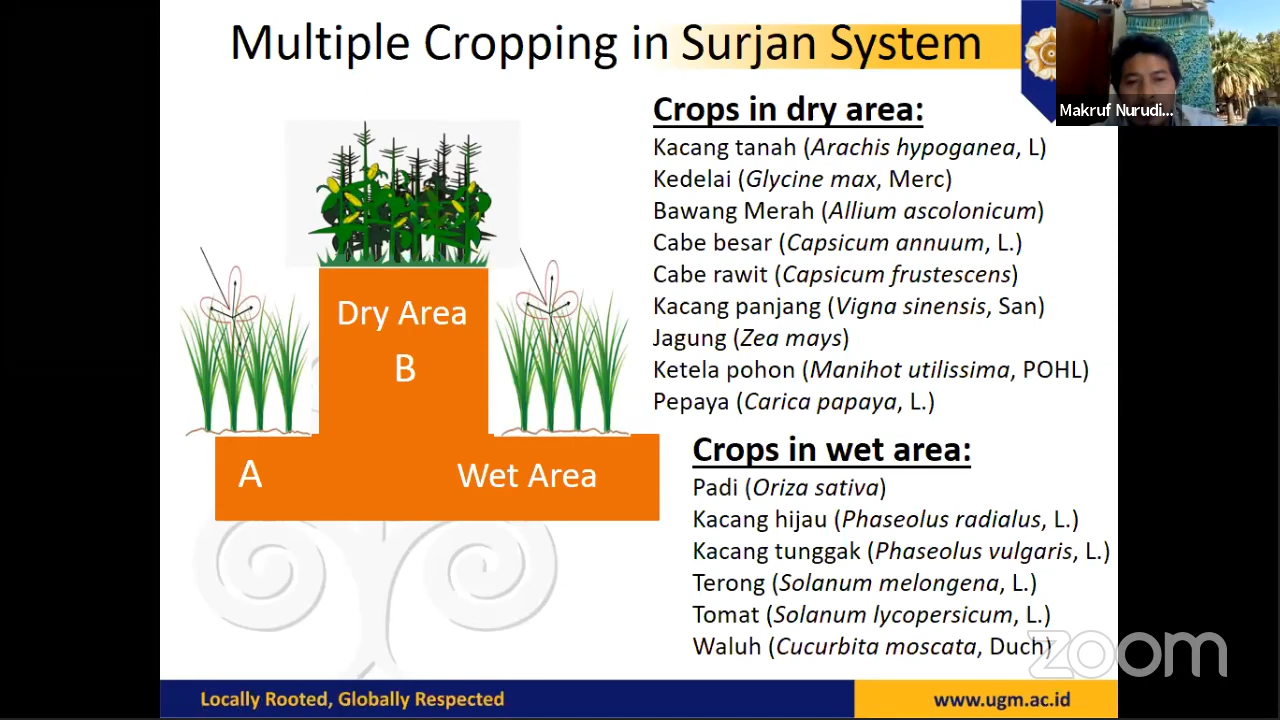 Multiple Cropping in Surjan System
Makruf Nurudi...
Crops in dry area:
Kacang tanah (Arachis hypoganea, L)
Kedelai (Glycine max, Merc)
Bawang Merah (Allium ascolonicum)
Cabe besar (Capsicum annuum, L.)
Cabe rawit (Capsicum frustescens)
Kacang panjang (Vigna sinensis, San)
Jagung (Zea mays)
Ketela pohon (Manihot utilissima, POHL)
Pepaya (Carica papaya, L.)
Dry Area
B
A
Wet Area
Crops in wet area:
Padi (Oriza sativa)
Kacang hijau (Phaseolus radialus, L.)
Kacang tunggak (Phaseolus vulgaris, L.)
Terong (Solanum melongena, L.)
Tomat (Solanum lycopersicum, L.)
Waluh (Cucurbita moscata, Duch)
zoom
Locally Rooted, Globally Respected
www.ugm.ac.id